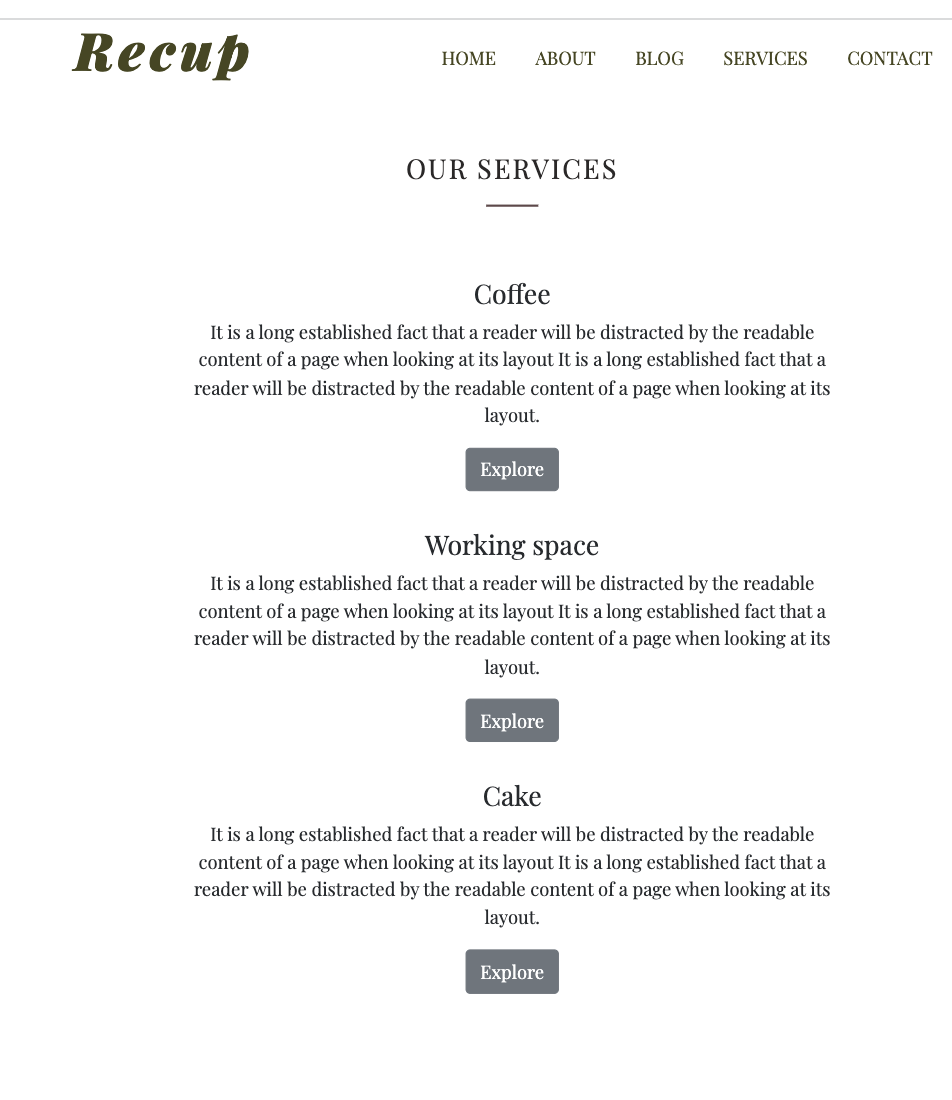 Recup
HOME ABOUT BLOG SERVICES CONTACT
OUR SERVICES
Coffee
It is a long established fact that a reader will be distracted by the readable
content of a page when looking at its layout It is a long established fact that a
reader will be distracted by the readable content of a page when looking at its
layout.
Explore
Working space
It is a long established fact that a reader will be distracted by the readable
content of a page when looking at its layout It is a long established fact that a
reader will be distracted by the readable content of a page when looking at its
layout.
Explore
Cake
It is a long established fact that a reader will be distracted by the readable
content of a page when looking at its layout It is a long established fact that a
reader will be distracted by the readable content of a page when looking at its
layout.
Explore